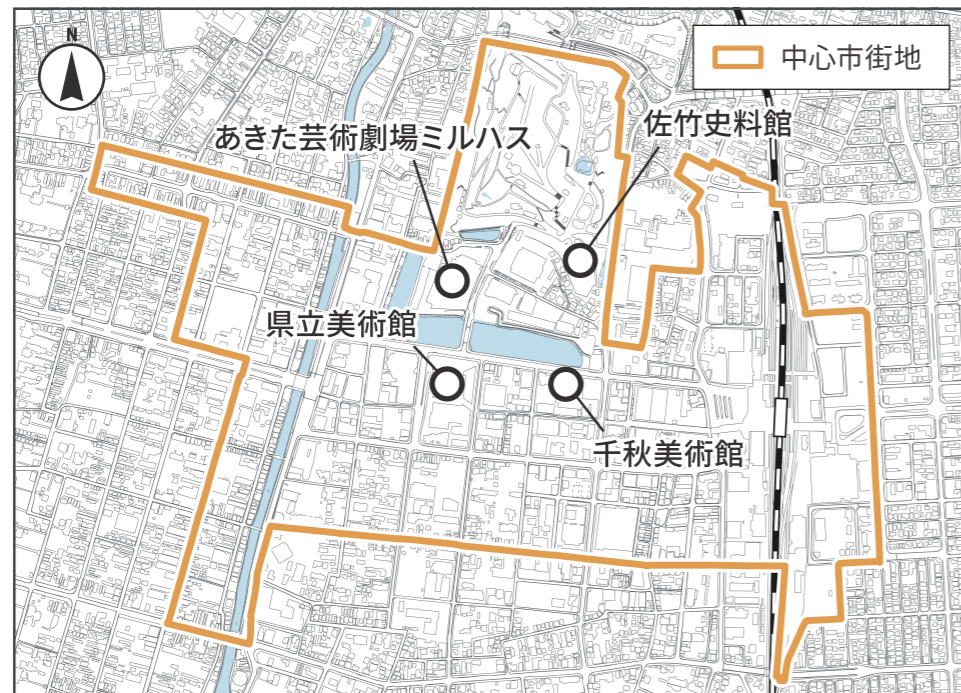 N
中心市街地
佐竹史料館
あきた芸術劇場ミルハス
県立美術館
千秋美術館